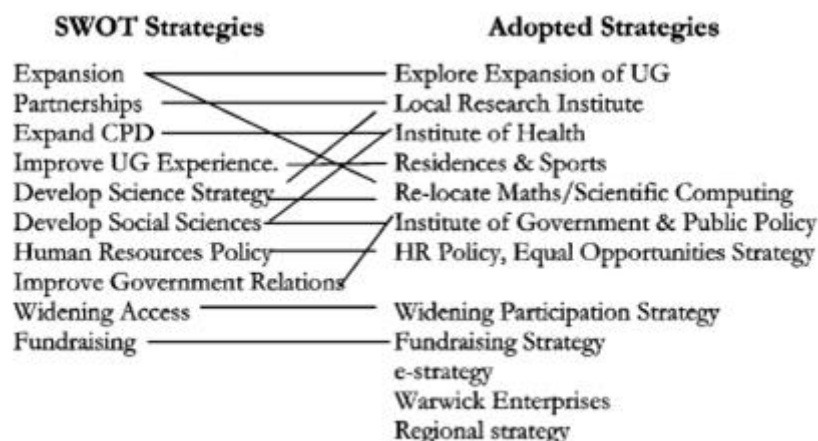 SWOT Strategies
Adopted Strategies
Expansion
Explore Expansion of UG
Partnerships
Local Research Institute
Expand CPD
Institute of Health
Improve UG Experience.
Residences & Sports
Develop Science Strategy
Re-locate Maths/Scientific Computing
Develop Social Sciences
Institute of Government & Public Policy
Human Resources Policy
HR Policy, Equal Opportunities Strategy
Improve Government Relations
Widening Access
Widening Participation Strategy
Fundraising
Fundraising Strategy
e-strategy
Warwick Enterprises
Regional strategy